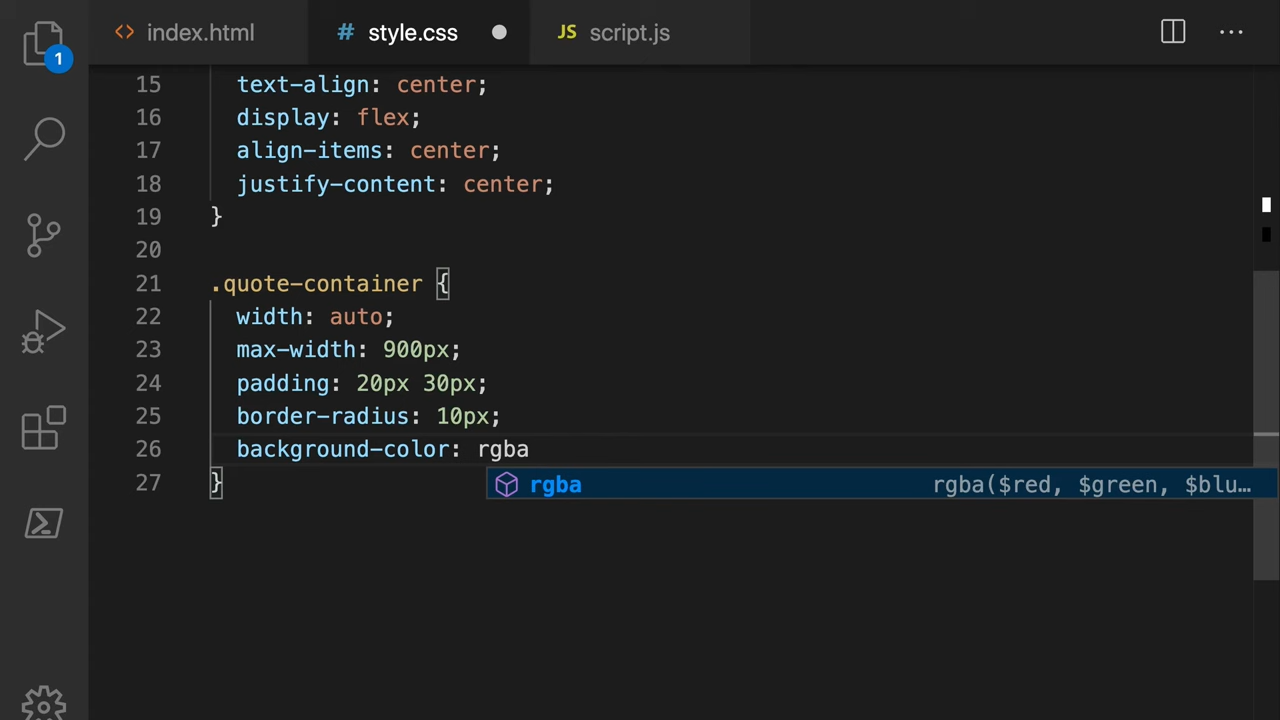 index.html
# style.css
JS script.js
1
15 text-align: center;
16 display: flex;
17 align-items: center;
18 justify-content: center;
19 }
20
21 .quote-container {
22 width: auto;
23 max-width: 900px;
24 padding: 20px 30px;
25 border-radius: 10px;
26 background-color: rgba
27 }
rgba rgba($red, $green, $blu…